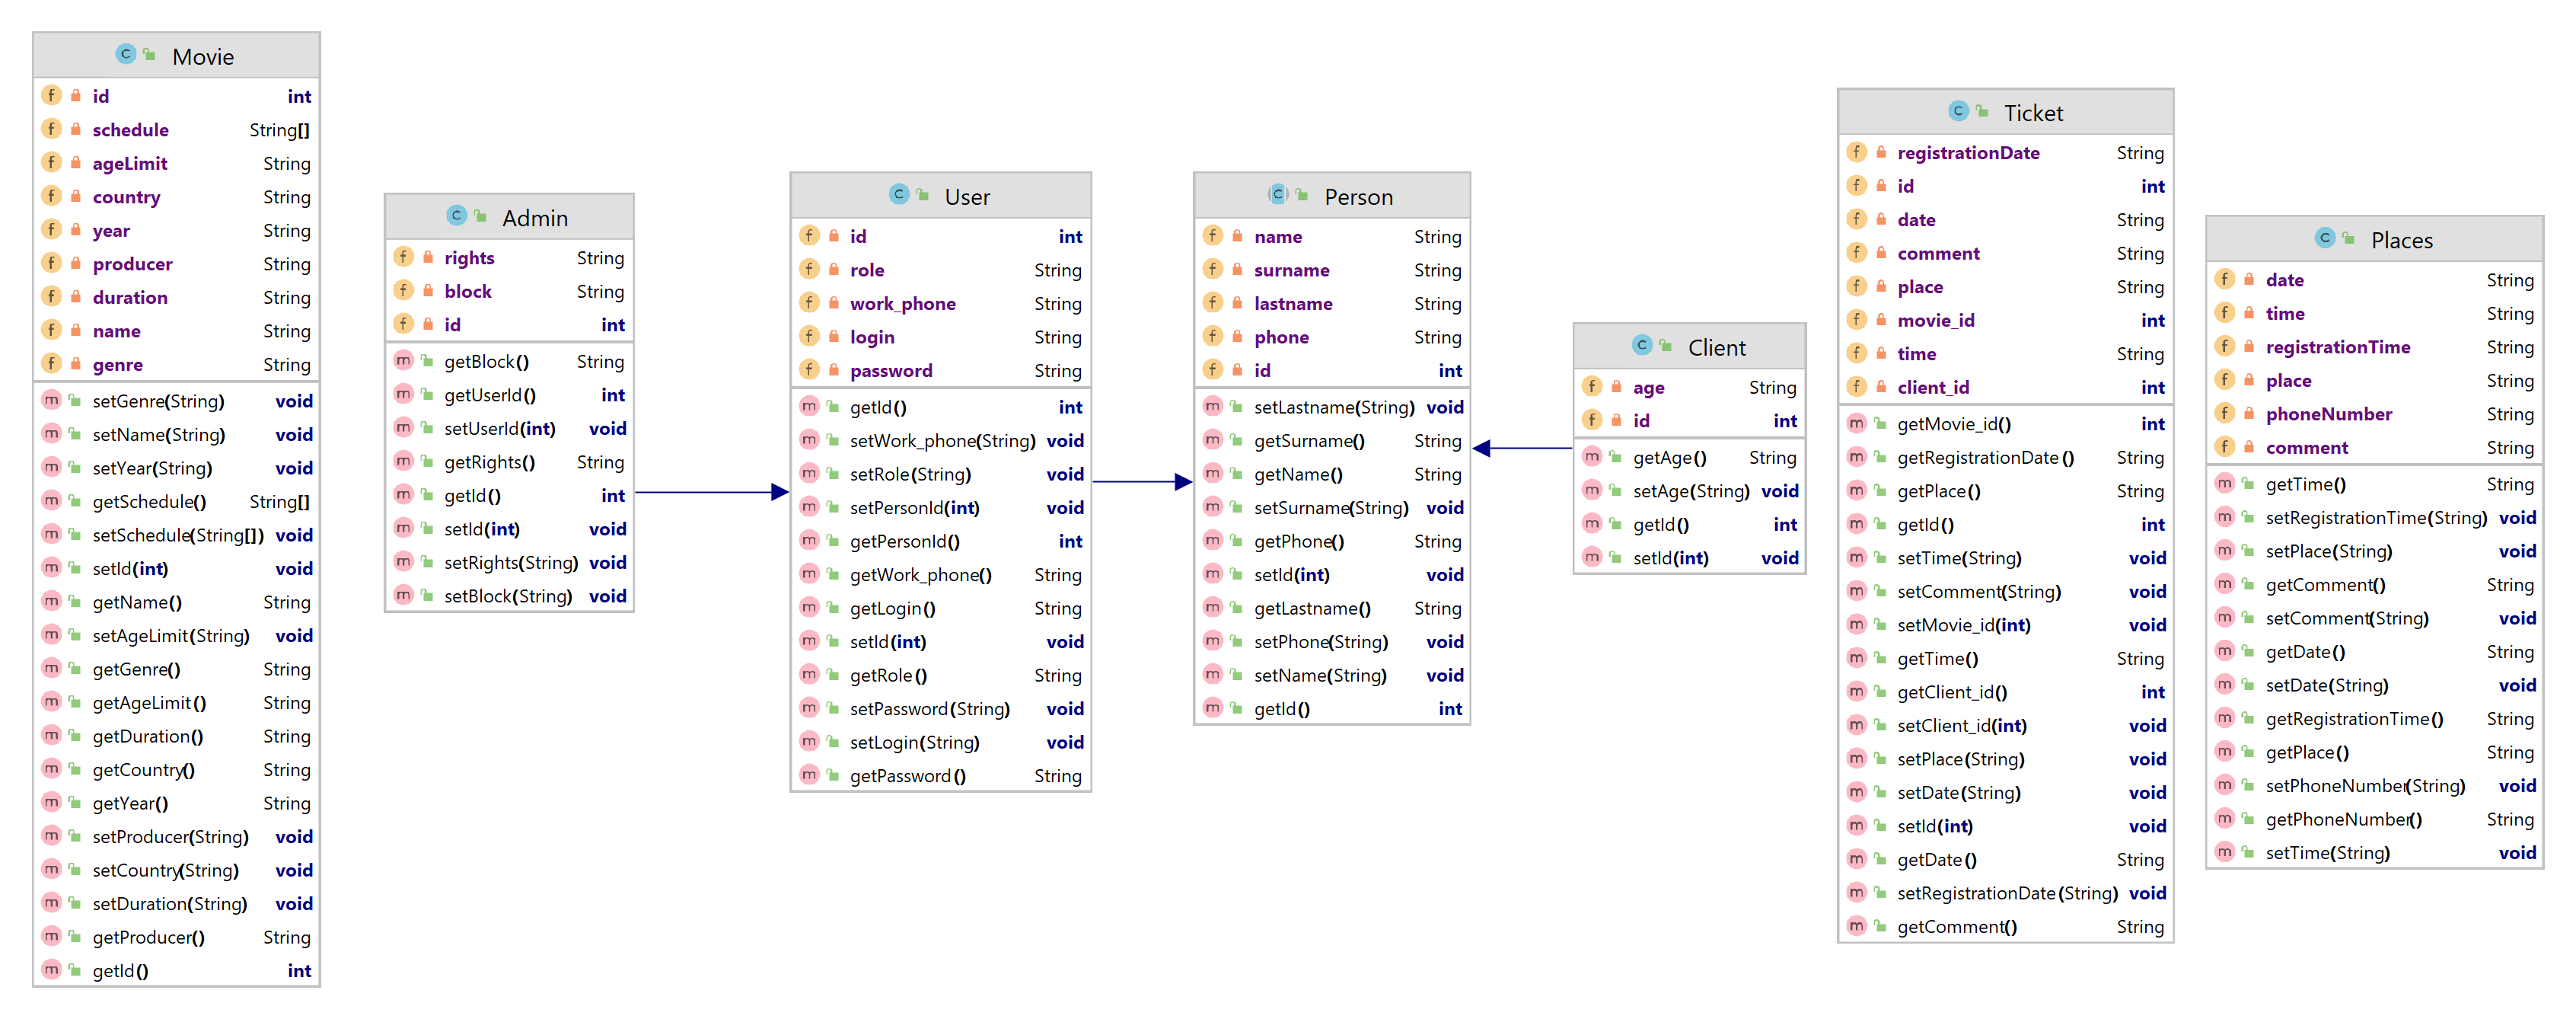 Movie
id int
schedule String[]
ageLimit String
country String
year String
producer String
duration String
name String
genre String
setGenre(String) void
setName(String) void
setYear(String) void
getSchedule() String[]
setSchedule(String[]) void
setId(int) void
getName() String
setAgeLimit(String) void
getGenre() String
getAgeLimit() String
getDuration() String
getCountry() String
getYear() String
setProducer(String) void
setCountry(String) void
setDuration(String) void
getProducer() String
getId() int
Admin
rights String
block String
id int
getBlock() String
getUserId() int
setUserId(int) void
getRights() String
getId() int
setId(int) void
setRights(String) void
setBlock(String) void
User
id int
role String
work_phone String
login String
password String
getId() int
setWork_phone(String) void
setRole(String) void
setPersonId(int) void
getPersonId() int
getWork_phone() String
getLogin() String
setId(int) void
getRole() String
setPassword(String) void
setLogin(String) void
getPassword() String
Person
name String
surname String
lastname String
phone String
id int
setLastname(String) void
getSurname() String
getName() String
setSurname(String) void
getPhone() String
setId(int) void
getLastname() String
setPhone(String) void
setName(String) void
getId() int
Client
age String
id int
getAge() String
setAge(String) void
getId() int
setId(int) void
Ticket
registrationDate String
id int
date String
comment String
place String
movie_id int
time String
client_id int
getMovie_id() int
getRegistrationDate() String
getPlace() String
getId() int
setTime(String) void
setComment(String) void
setMovie_id(int) void
getTime() String
getClient_id() int
setClient_id(int) void
setPlace(String) void
setDate(String) void
setId(int) void
getDate() String
setRegistrationDate(String) void
getComment() String
Places
date String
time String
registrationTime String
place String
phoneNumber String
comment String
getTime() String
setRegistrationTime(String) void
setPlace(String) void
getComment() String
setComment(String) void
getDate() String
setDate(String) void
getRegistrationTime() String
getPlace() String
setPhoneNumber(String) void
getPhoneNumber() String
setTime(String) void